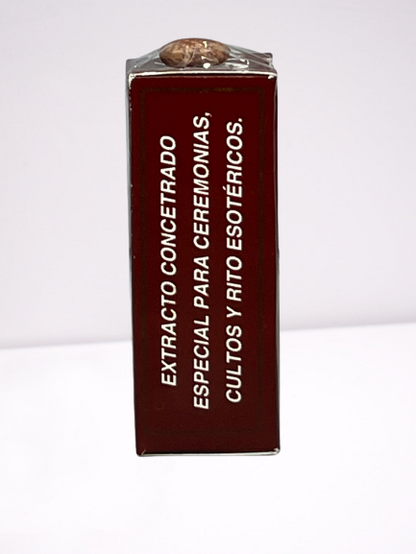 EXTRACTO CONCETRADO
ESPECIAL PARA CEREMONIAS,
CULTOS Y RITO ESOTÉRICOS.